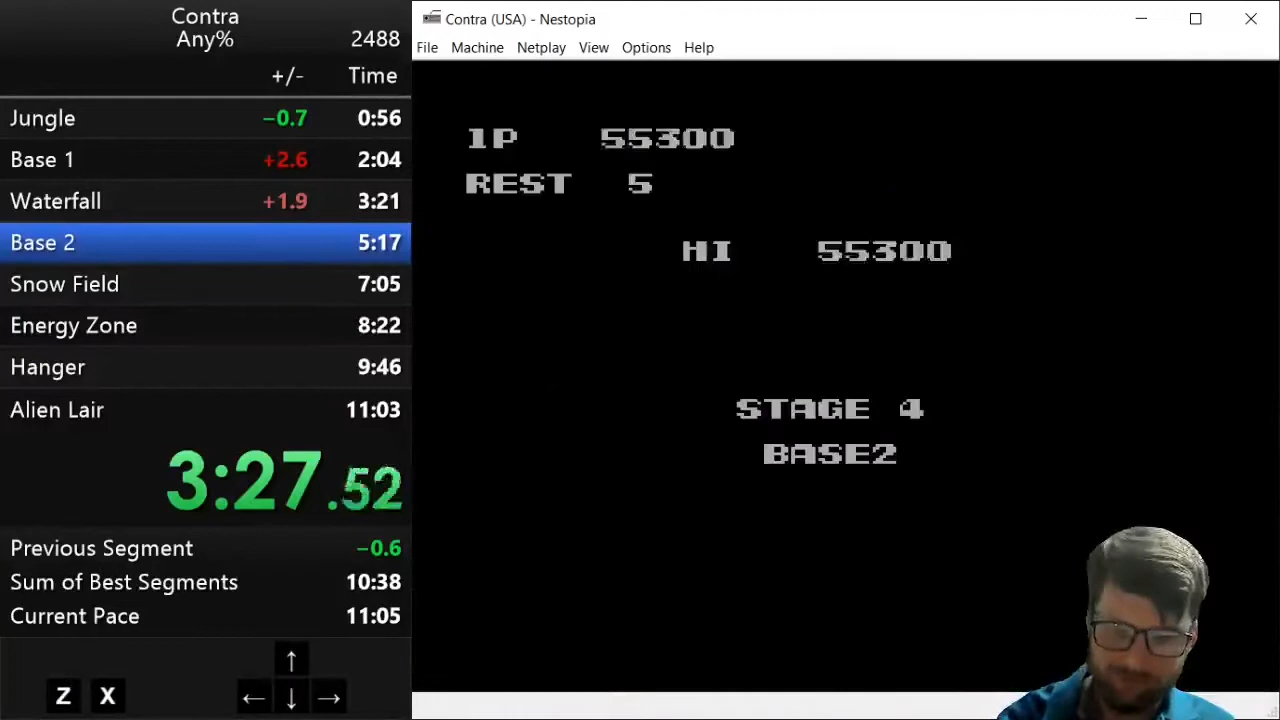 Contra
Any% 2488
+/- Time
Jungle −0.7 0:56
Base 1 +2.6 2:04
Waterfall +1.9 3:21
Base 2 5:17
Snow Field 7:05
Energy Zone 8:22
Hanger 9:46
Alien Lair 11:03
3:27.52
Previous Segment −0.6
Sum of Best Segments 10:38
Current Pace 11:05
↑
Z X ← ↓ →
Contra (USA) - Nestopia
File Machine Netplay View Options Help
1P 55300
REST 5
HI 55300
STAGE 4
BASE2